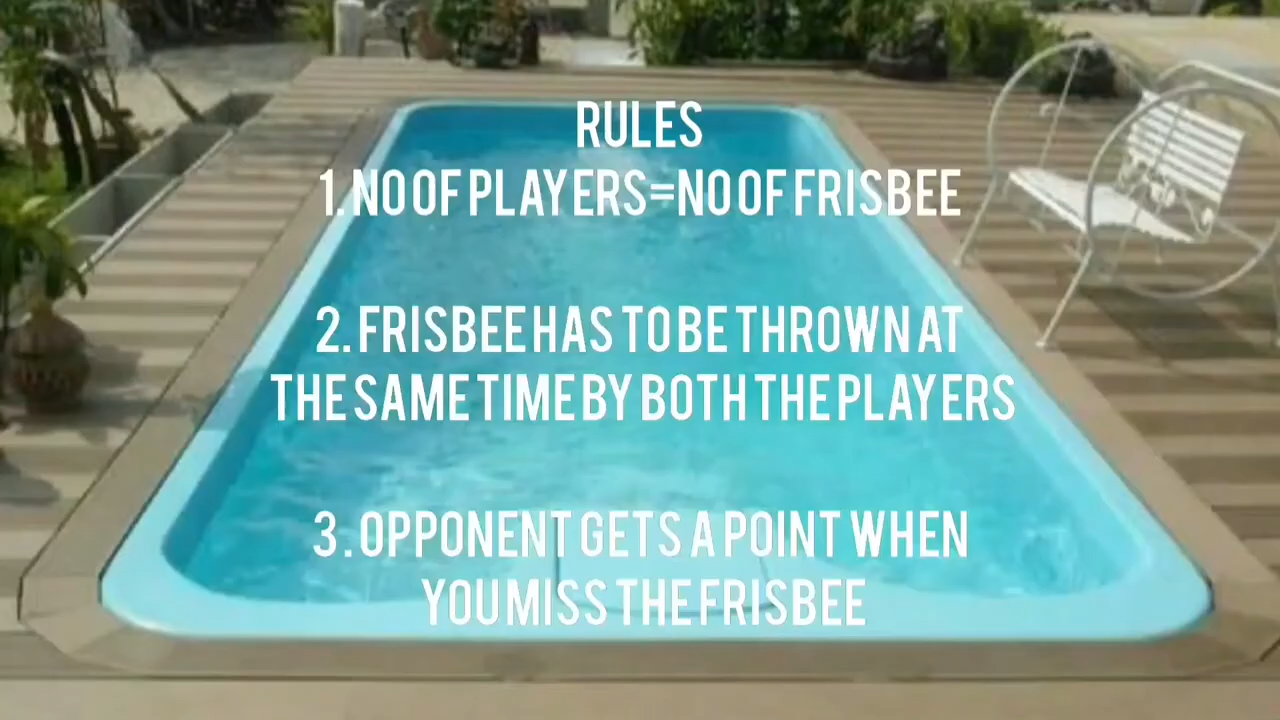 RULES
1. NO OF PLAYERS=NO OF FRISBEE
2. FRISBEE HAS TO BE THROWN AT
THE SAME TIME BY BOTH THE PLAYERS
3. OPPONENT GETS A POINT WHEN
YOU MISS THE FRISBEE